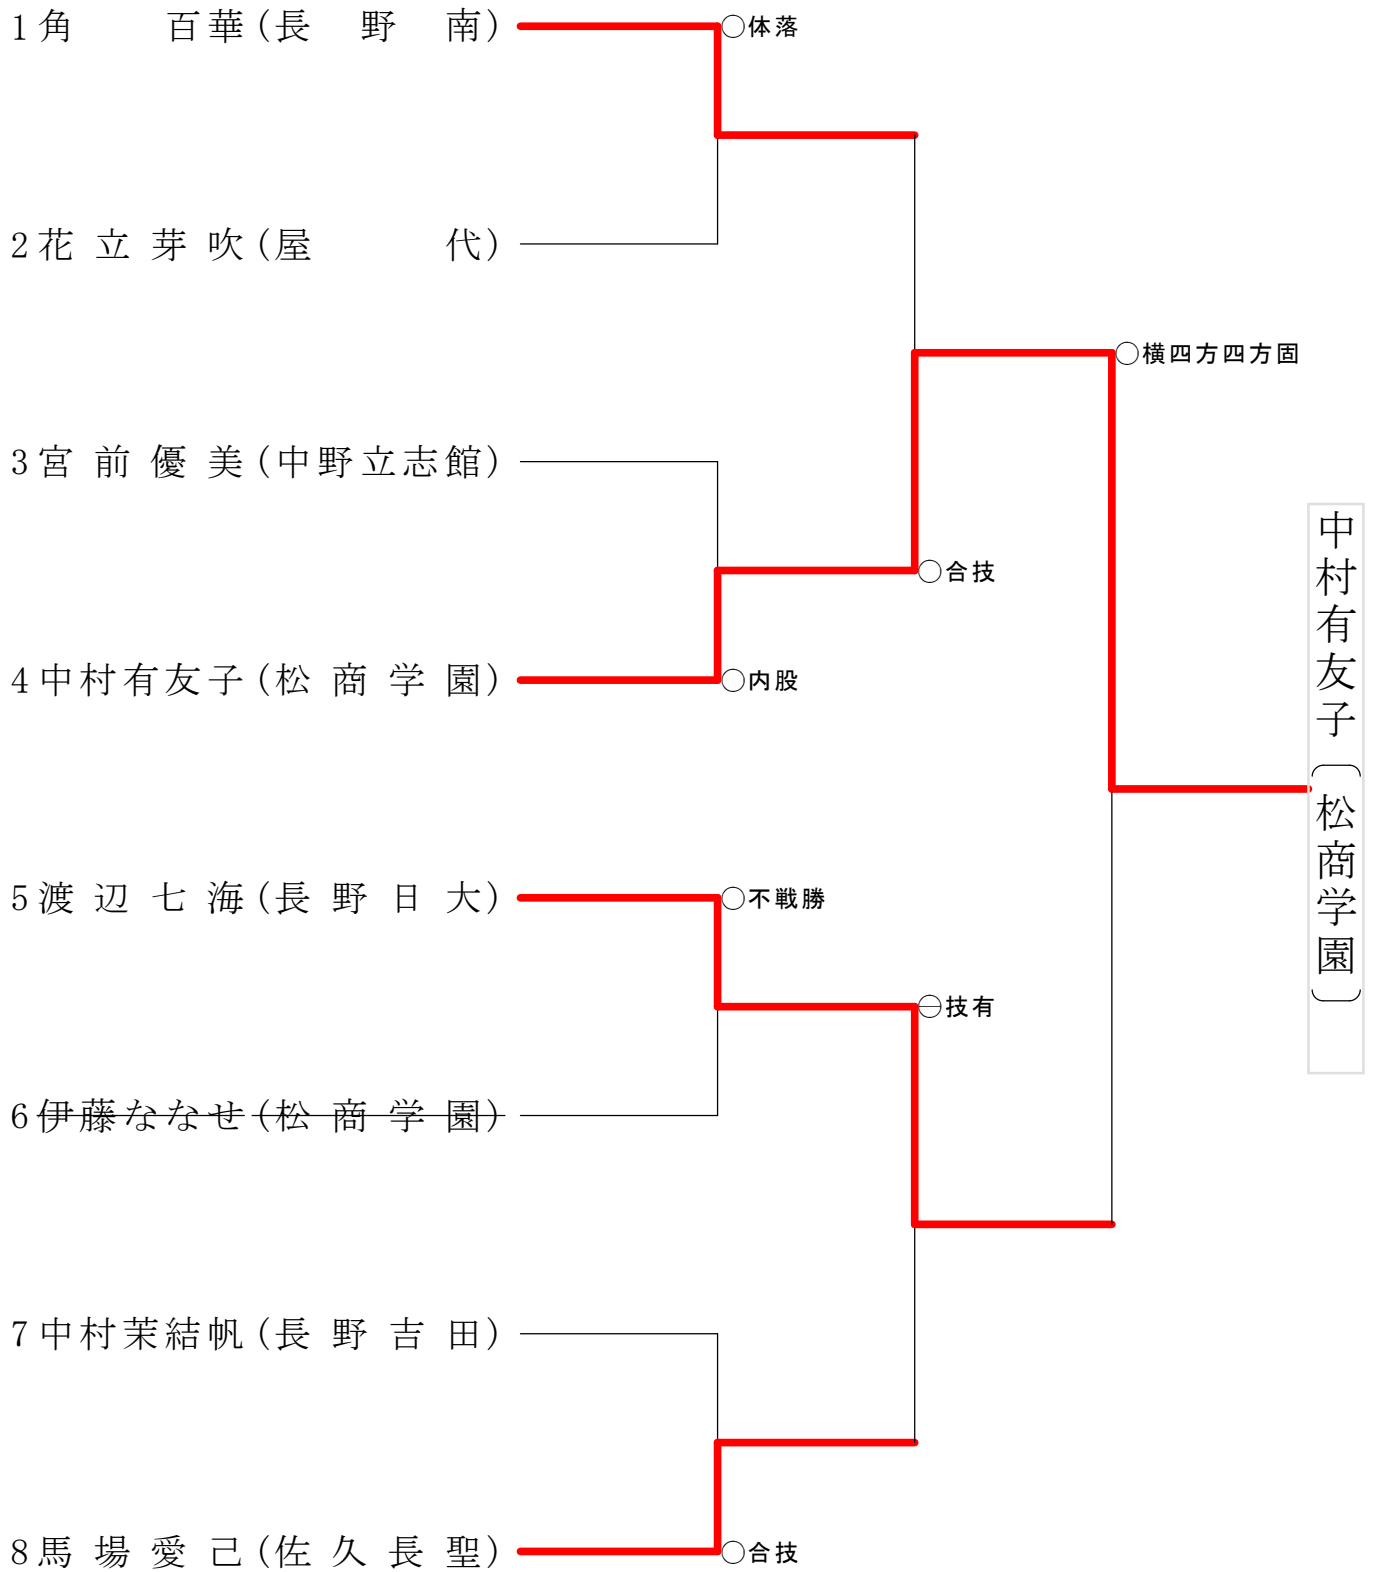 1 角 百華 (長 野 南)
○体落
2 花 立 芽 吹 (屋 代)
○横四方四方固
3 宮 前 優 美 (中野立志館)
○合技
4 中村有友子 (松 商 学 園)
○内股
中村有友子(松商学園)
5 渡 辺 七 海 (長 野 日 大)
○不戦勝
技有
6 伊藤ななせ (松 商 学 園)
7 中村茉結帆 (長 野 吉 田)
8 馬 場 愛 己 (佐 久 長 聖)
○合技